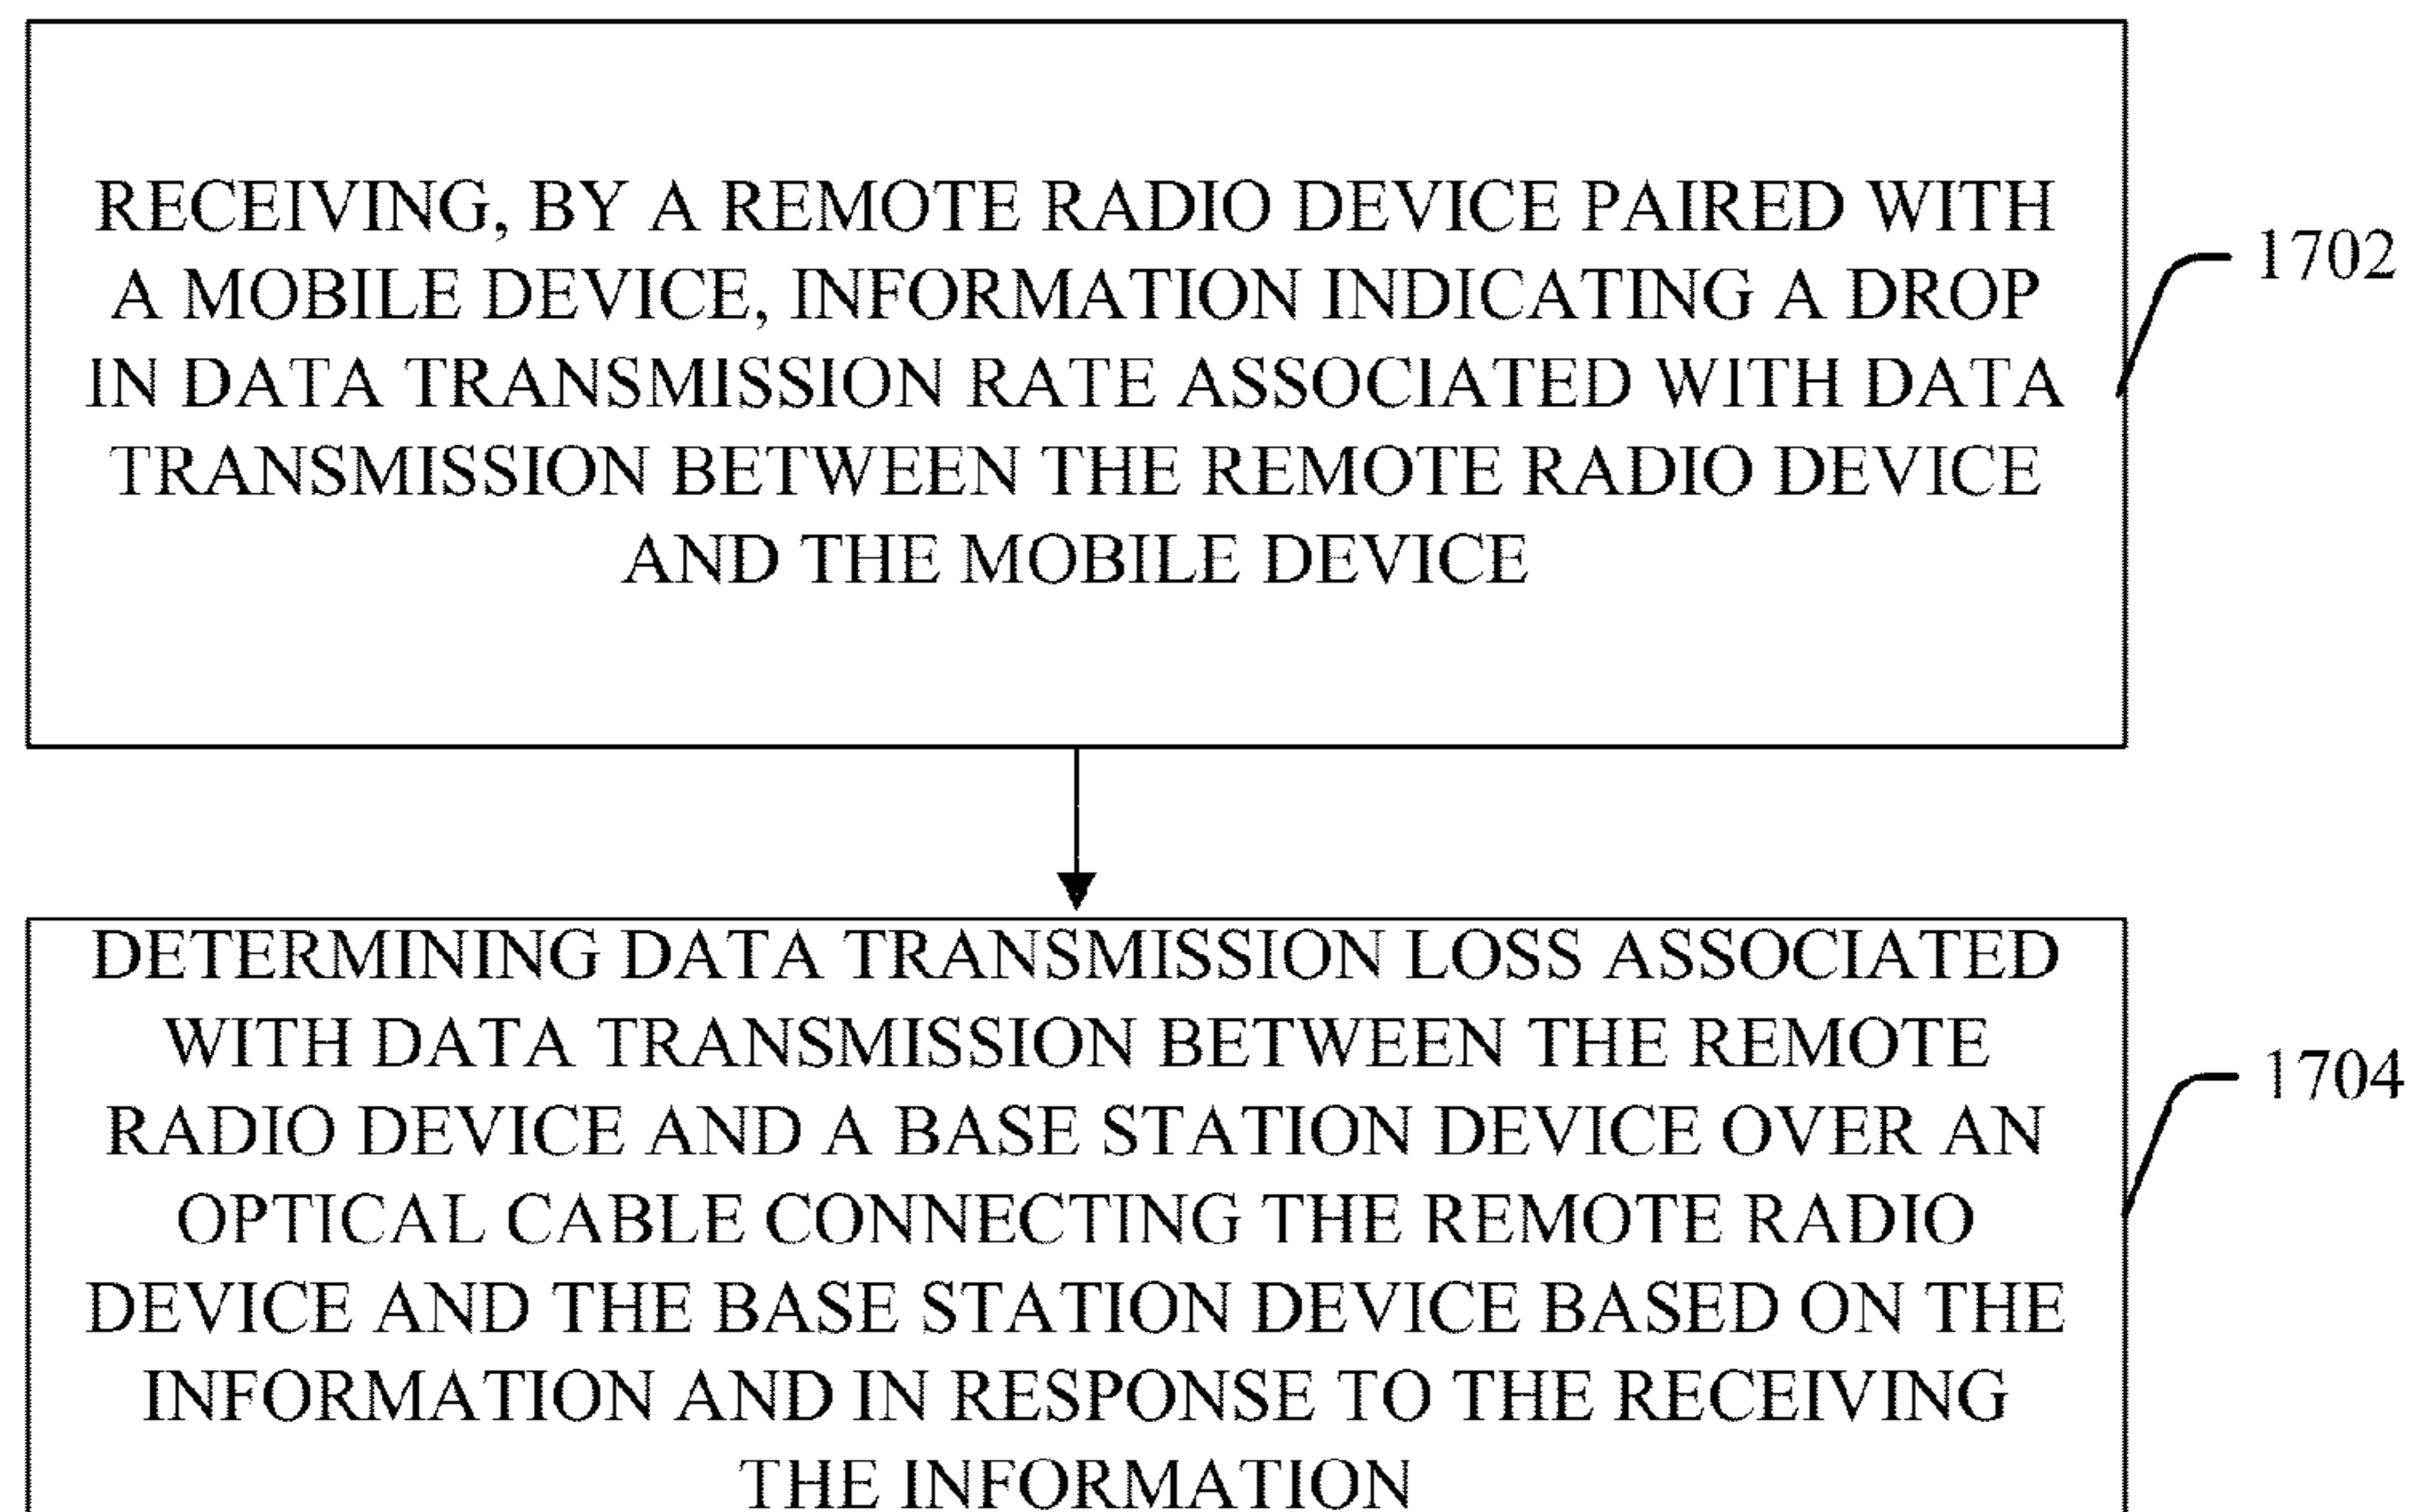 RECEIVING, BY A REMOTE RADIO DEVICE PAIRED WITH
A MOBILE DEVICE, INFORMATION INDICATING A DROP
IN DATA TRANSMISSION RATE ASSOCIATED WITH DATA
TRANSMISSION BETWEEN THE REMOTE RADIO DEVICE
AND THE MOBILE DEVICE
1702
DETERMINING DATA TRANSMISSION LOSS ASSOCIATED
WITH DATA TRANSMISSION BETWEEN THE REMOTE
RADIO DEVICE AND A BASE STATION DEVICE OVER AN
OPTICAL CABLE CONNECTING THE REMOTE RADIO
DEVICE AND THE BASE STATION DEVICE BASED ON THE
INFORMATION AND IN RESPONSE TO THE RECEIVING
THE INFORMATION
1704